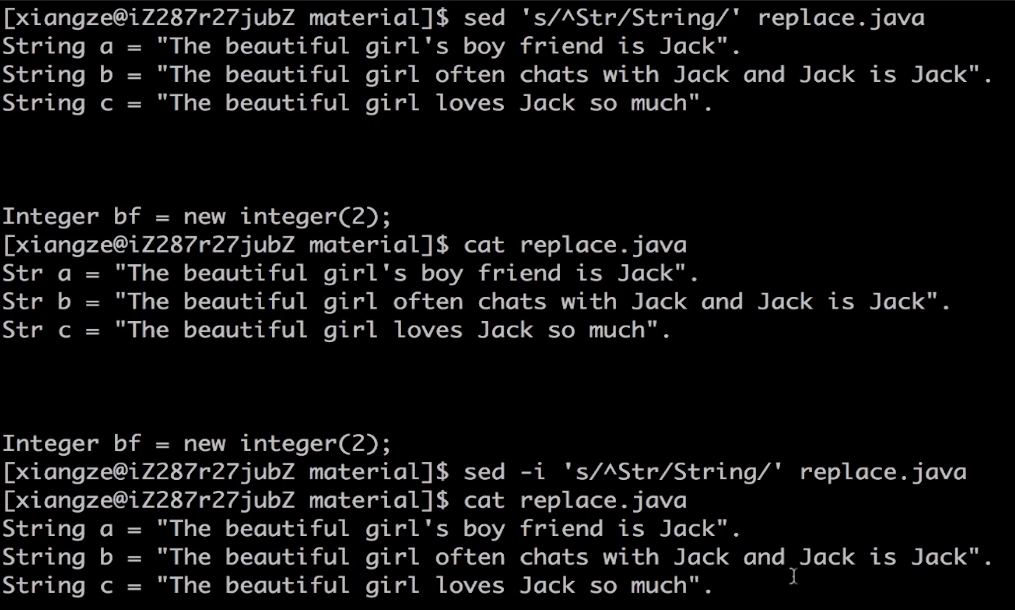 [xiangze@iZ287r27jubZ material]$ sed 's/^Str/String/' replace.java
String a = "The beautiful girl's boy friend is Jack".
String b = "The beautiful girl often chats with Jack and Jack is Jack".
String c = "The beautiful girl loves Jack so much".
Integer bf = new integer(2);
[xiangze@iZ287r27jubZ material]$ cat replace.java
Str a = "The beautiful girl's boy friend is Jack".
Str b = "The beautiful girl often chats with Jack and Jack is Jack".
Str c = "The beautiful girl loves Jack so much".
Integer bf = new integer(2);
[xiangze@iZ287r27jubZ material]$ sed -i 's/^Str/String/' replace.java
[xiangze@iZ287r27jubZ material]$ cat replace.java
String a = "The beautiful girl's boy friend is Jack".
String b = "The beautiful girl often chats with Jack and Jack is Jack".
String c = "The beautiful girl loves Jack so much".